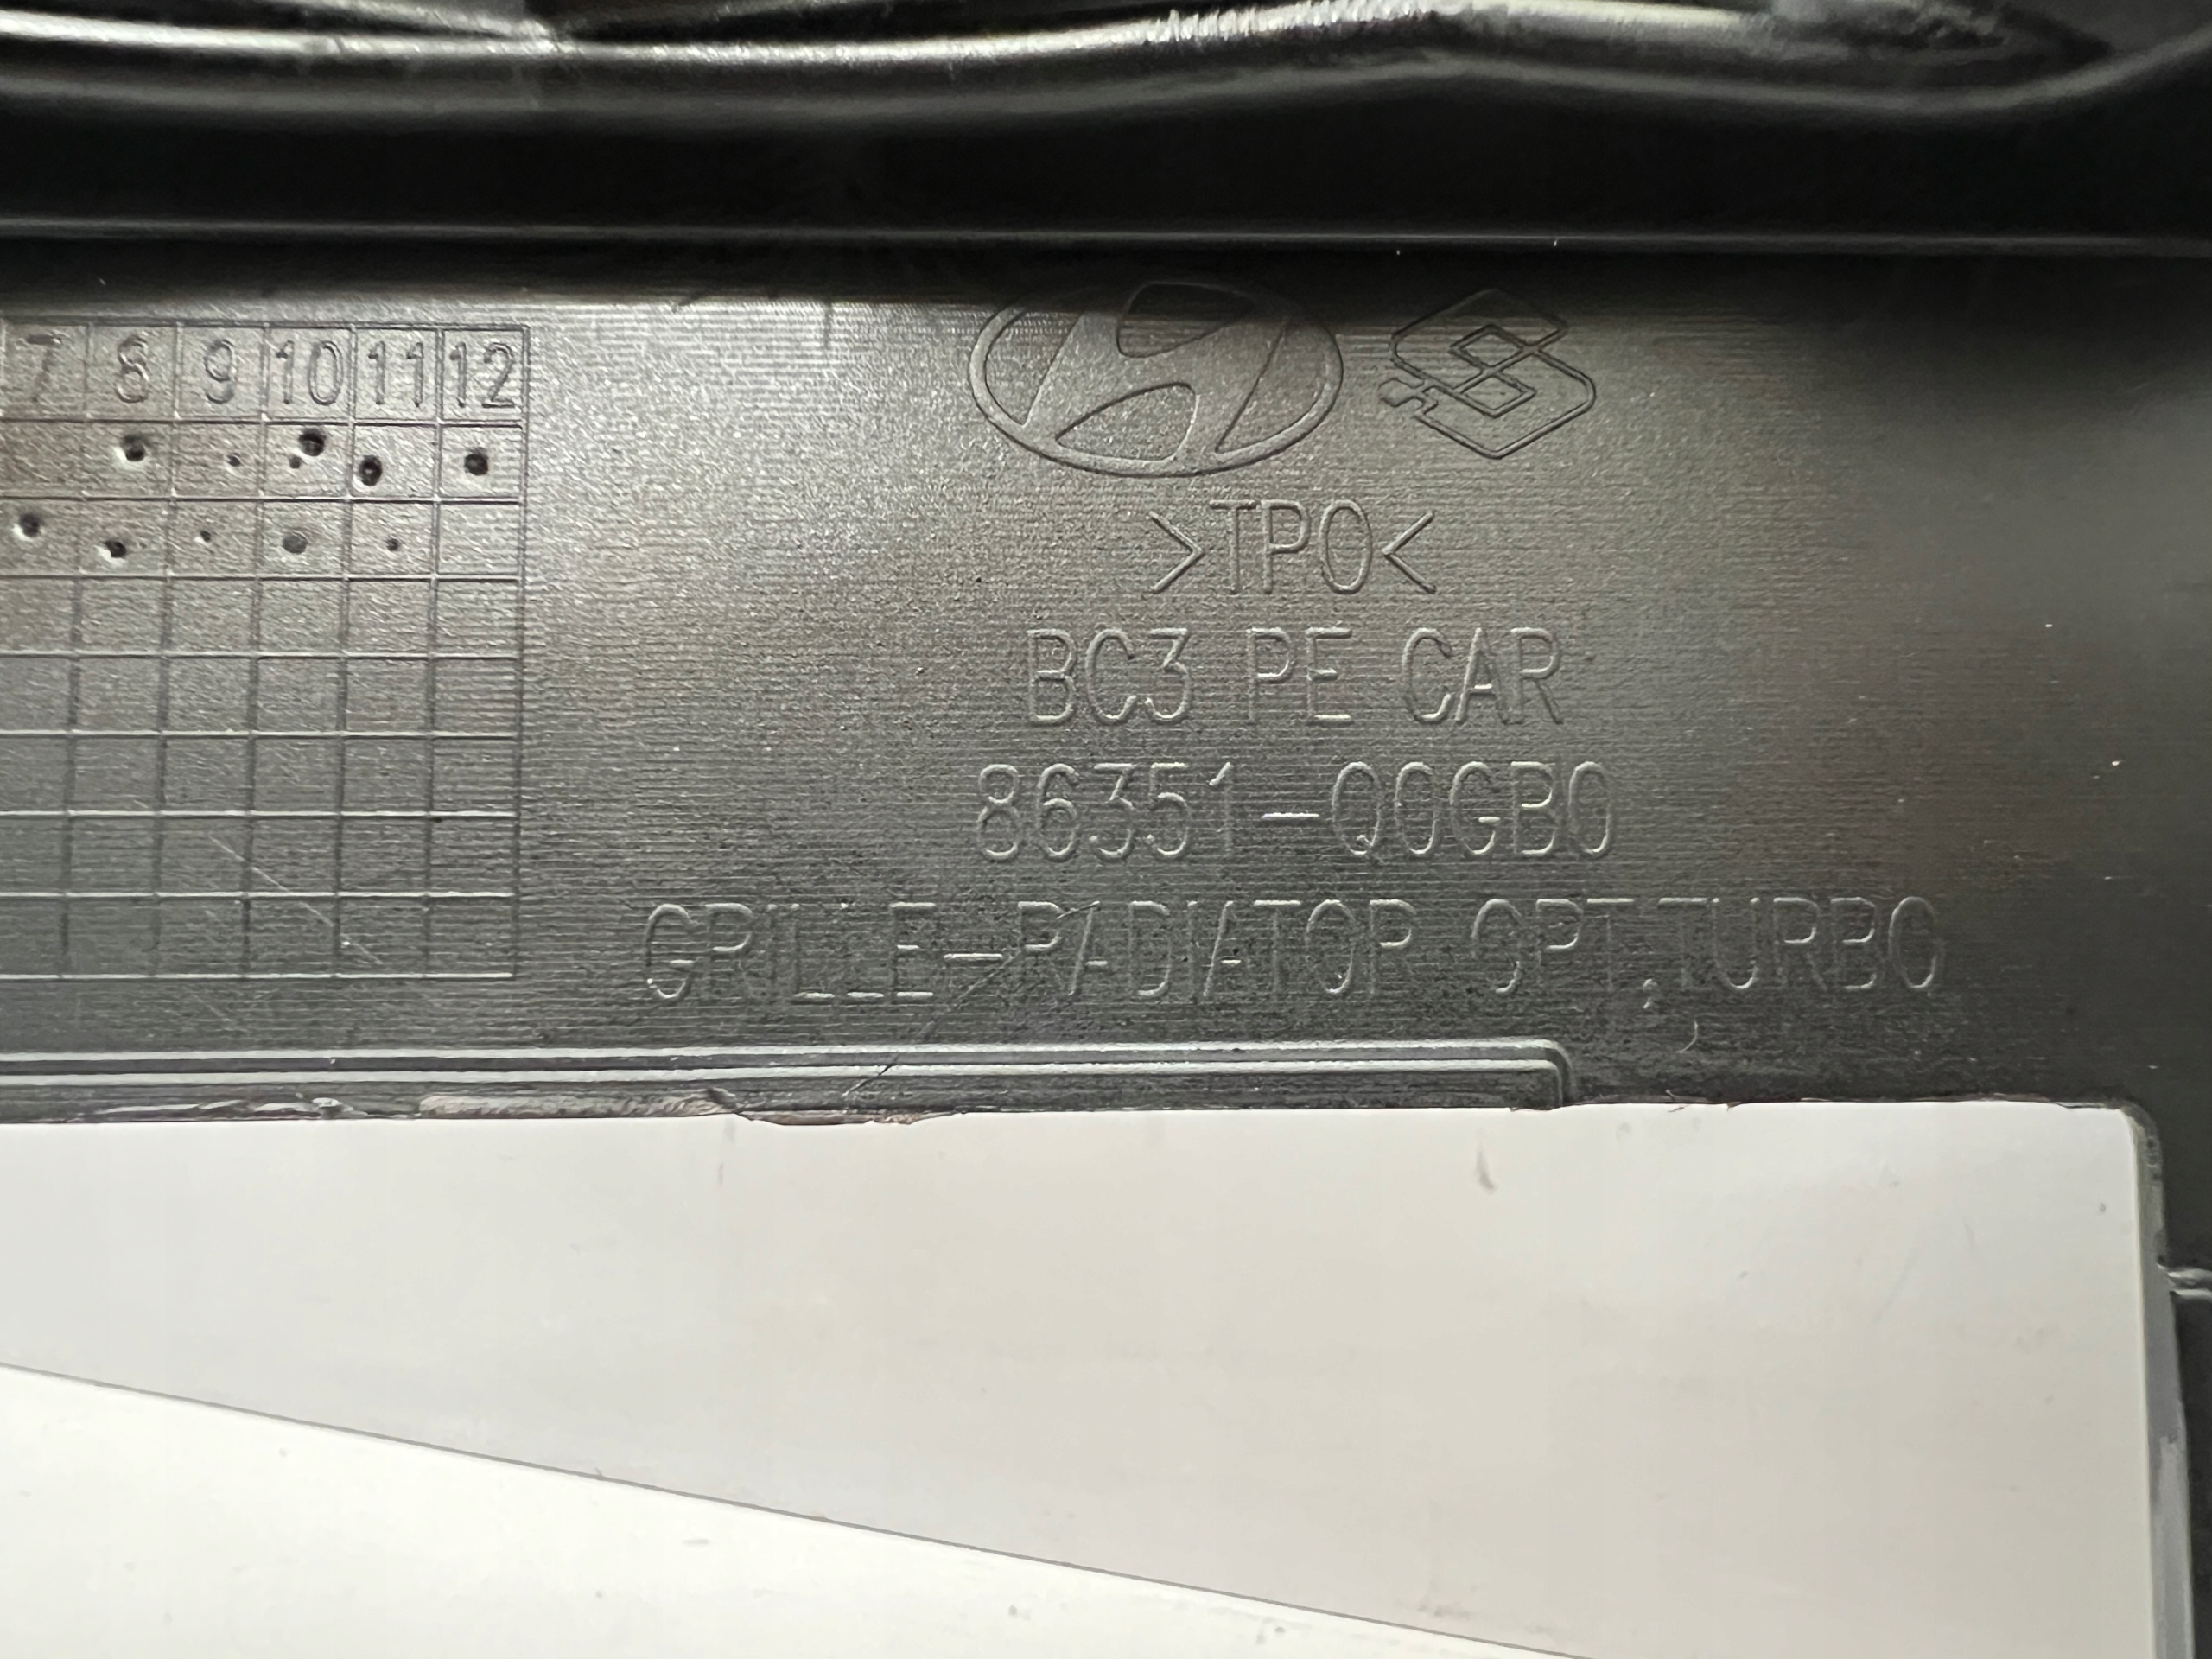 7 8 9 10 11 12
>TPO<
BC3 PE CAR
86351-Q0GB0
GRILLE-RADIATOR OPT:TURBO